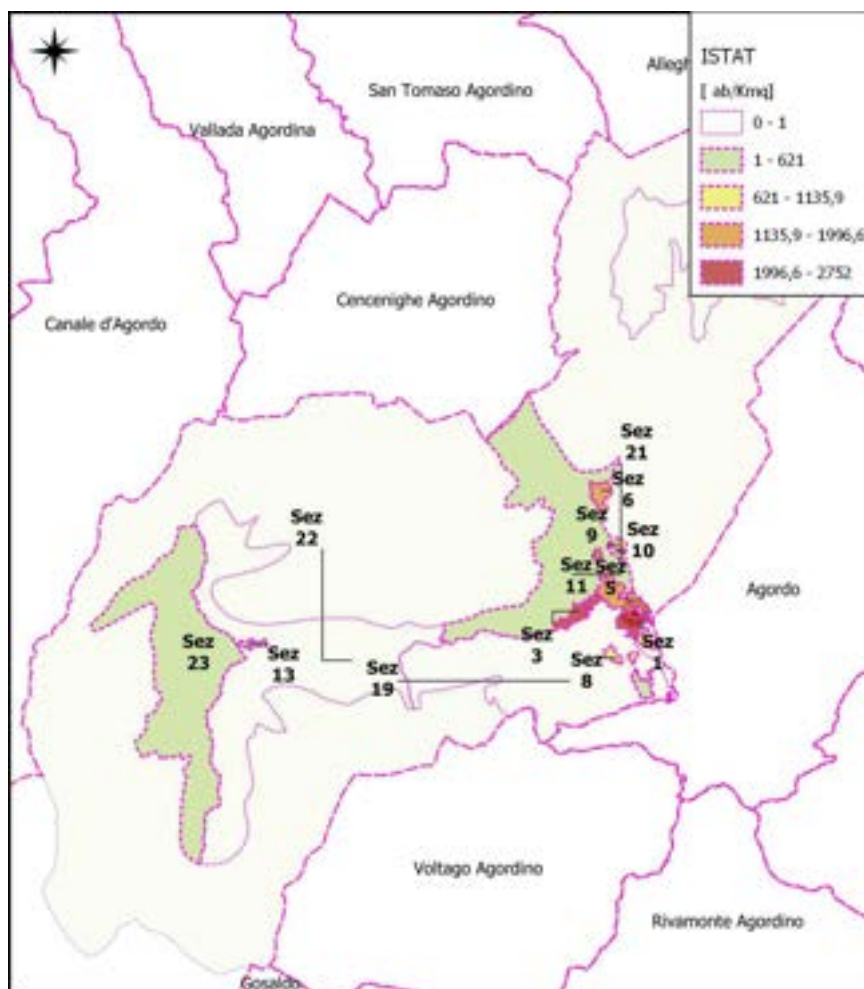 ISTAT
[ ab/Kmq]
0 - 1
1 - 621
621 - 1135,9
1135,9 - 1996,6
1996,6 - 2752
Allegh
San Tomaso Agordino
Vallada Agordina
Cencenighe Agordino
Canale d'Agordo
Sez
21
Sez
6
Sez
22
Sez
9
Sez
10
Sez
11
Sez
5
Agordo
Sez
23
Sez
13
Sez
3
Sez
19
Sez
8
Sez
1
Voltago Agordino
Rivamonte Agordino
Gosaldo